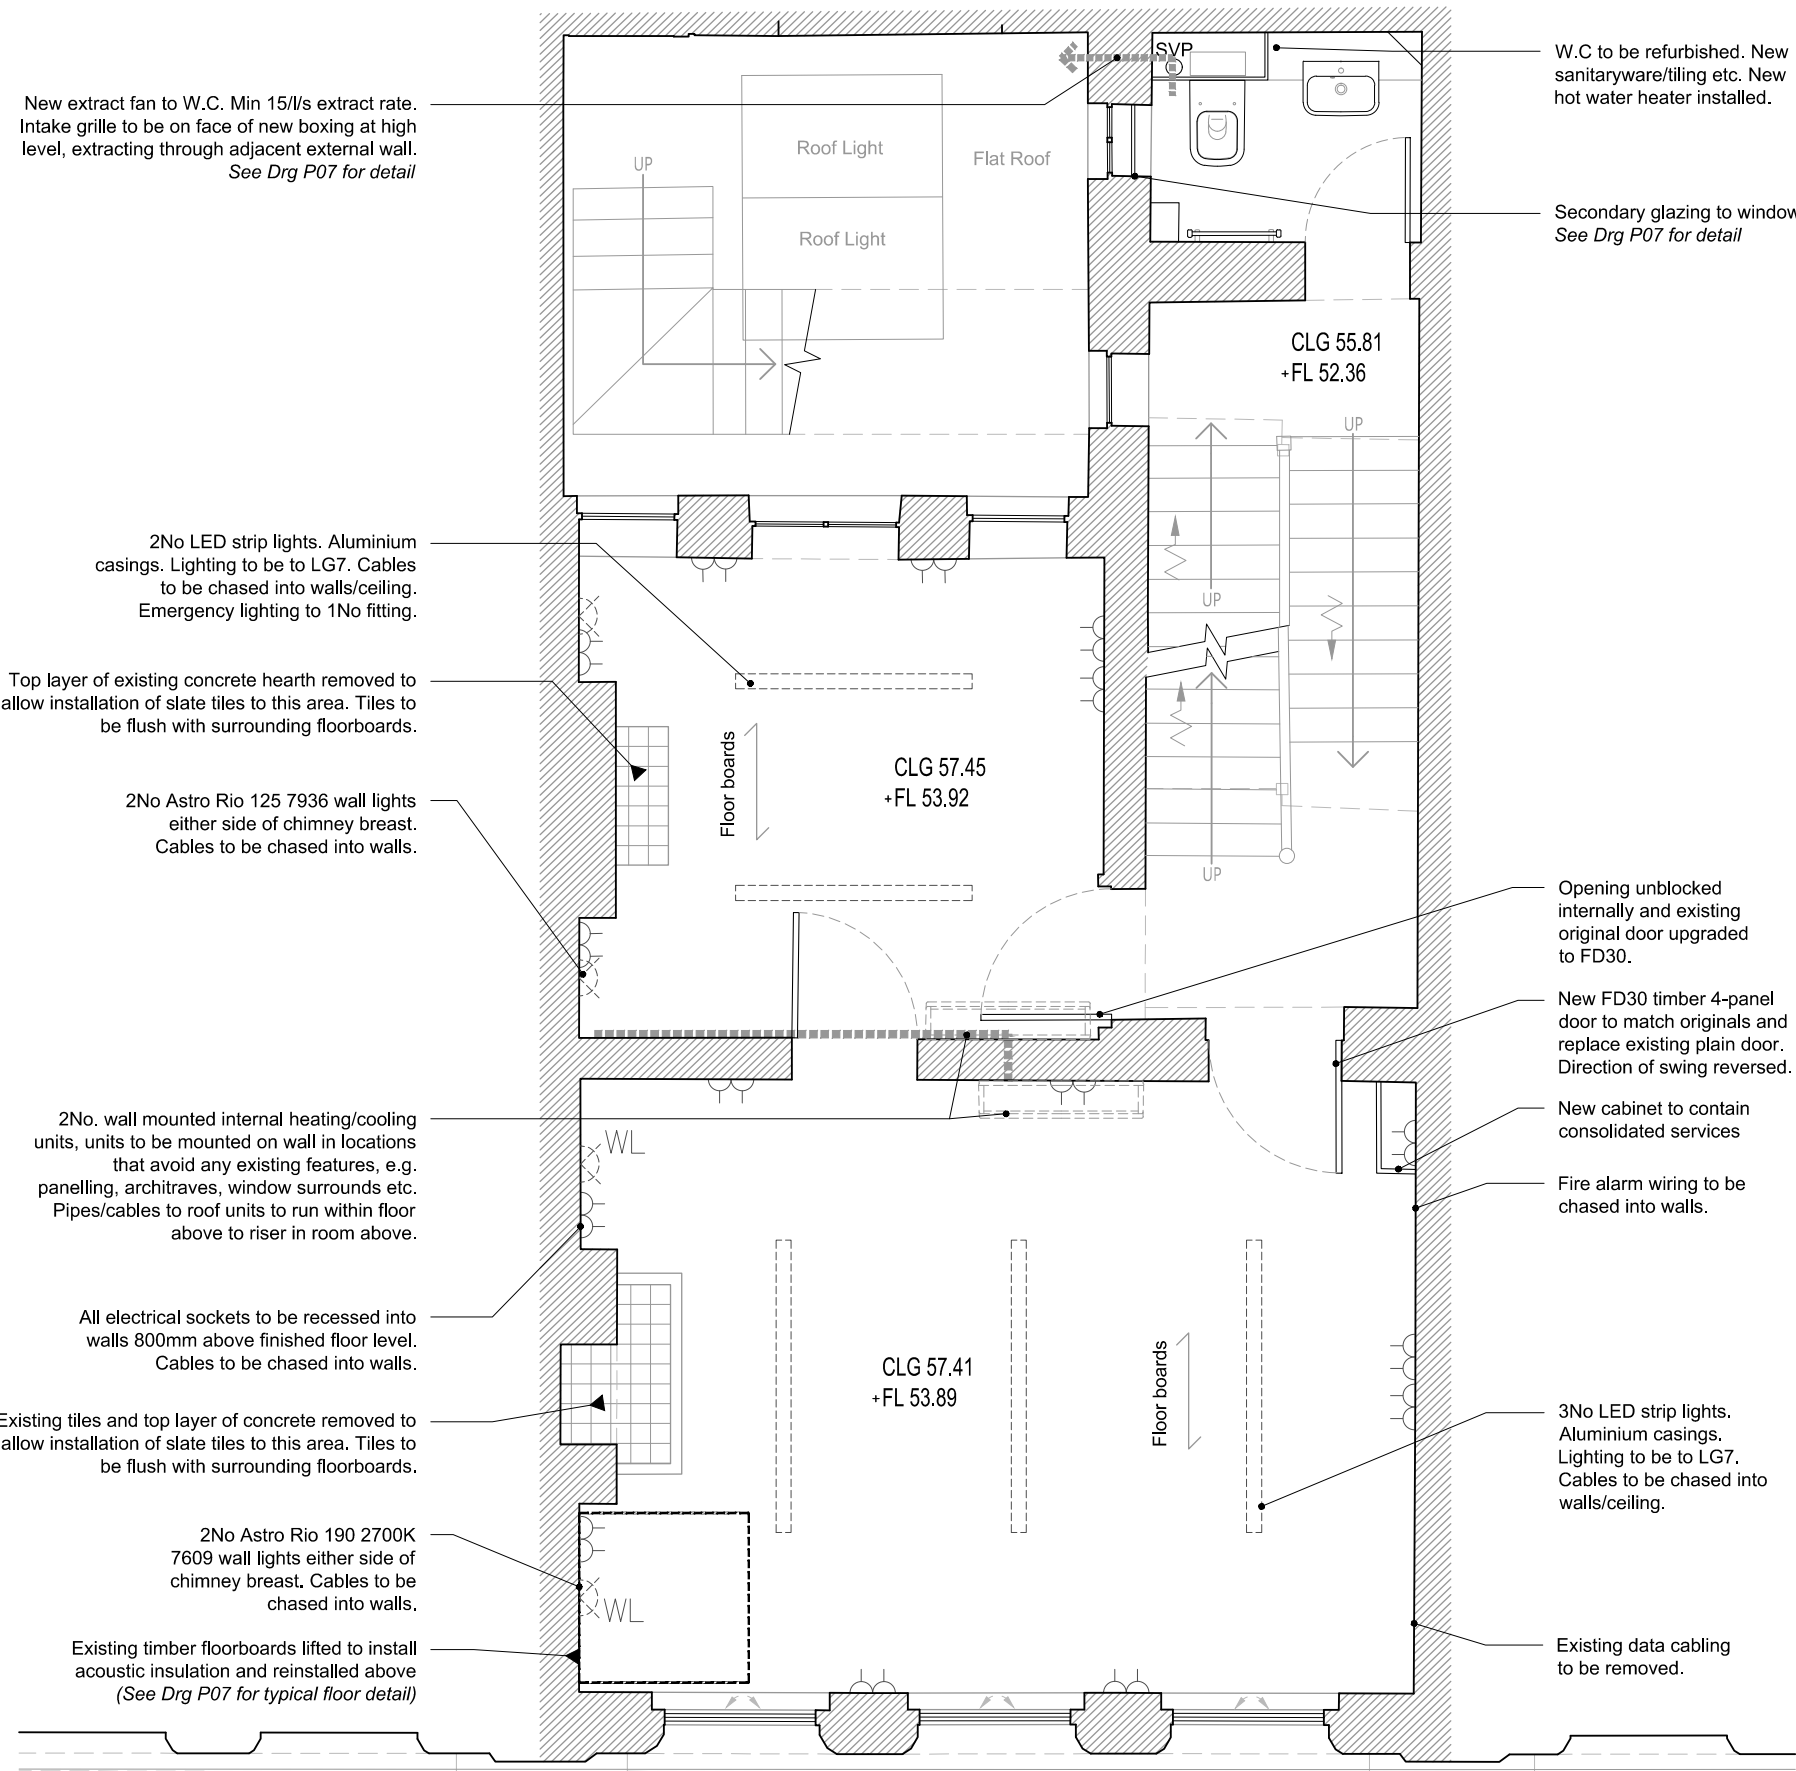 New extract fan to W.C. Min 15/l/s extract rate.
Intake grille to be on face of new boxing at high
level, extracting through adjacent external wall.
See Drg P07 for detail
2No LED strip lights. Aluminium
casings. Lighting to be to LG7. Cables
to be chased into walls/ceiling.
Emergency lighting to 1No fitting.
Top layer of existing concrete hearth removed to
allow installation of slate tiles to this area. Tiles to
be flush with surrounding floorboards.
2No Astro Rio 125 7936 wall lights
either side of chimney breast.
Cables to be chased into walls.
2No. wall mounted internal heating/cooling
units, units to be mounted on wall in locations
that avoid any existing features, e.g.
panelling, architraves, window surrounds etc.
Pipes/cables to roof units to run within floor
above to riser in room above.
All electrical sockets to be recessed into
walls 800mm above finished floor level.
Cables to be chased into walls.
Existing tiles and top layer of concrete removed to
allow installation of slate tiles to this area. Tiles to
be flush with surrounding floorboards.
2No Astro Rio 190 2700K
7609 wall lights either side of
chimney breast. Cables to be
chased into walls.
Existing timber floorboards lifted to install
acoustic insulation and reinstalled above
(See Drg P07 for typical floor detail)
SVP
UP
Roof Light
Flat Roof
Roof Light
CLG 55.81
+FL 52.36
UP
UP
UP
Floor boards
CLG 57.45
+FL 53.92
WL
CLG 57.41
+FL 53.89
Floor boards
WL
W.C to be refurbished. New
sanitaryware/tiling etc. New
hot water heater installed.
Secondary glazing to window
See Drg P07 for detail
Opening unblocked
internally and existing
original door upgraded
to FD30.
New FD30 timber 4-panel
door to match originals and
replace existing plain door.
Direction of swing reversed.
New cabinet to contain
consolidated services
Fire alarm wiring to be
chased into walls.
3No LED strip lights.
Aluminium casings.
Lighting to be to LG7.
Cables to be chased into
walls/ceiling.
Existing data cabling
to be removed.